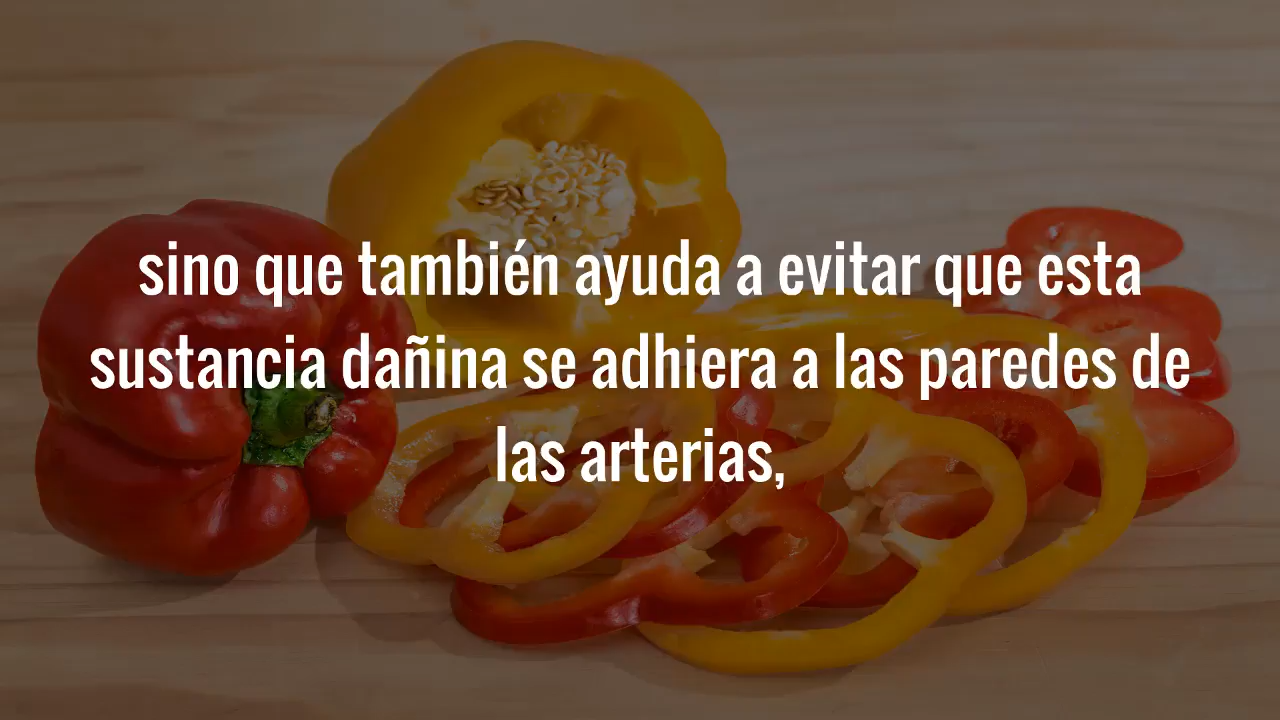 sino que también ayuda a evitar que esta
sustancia dañina se adhiera a las paredes de
las arterias,